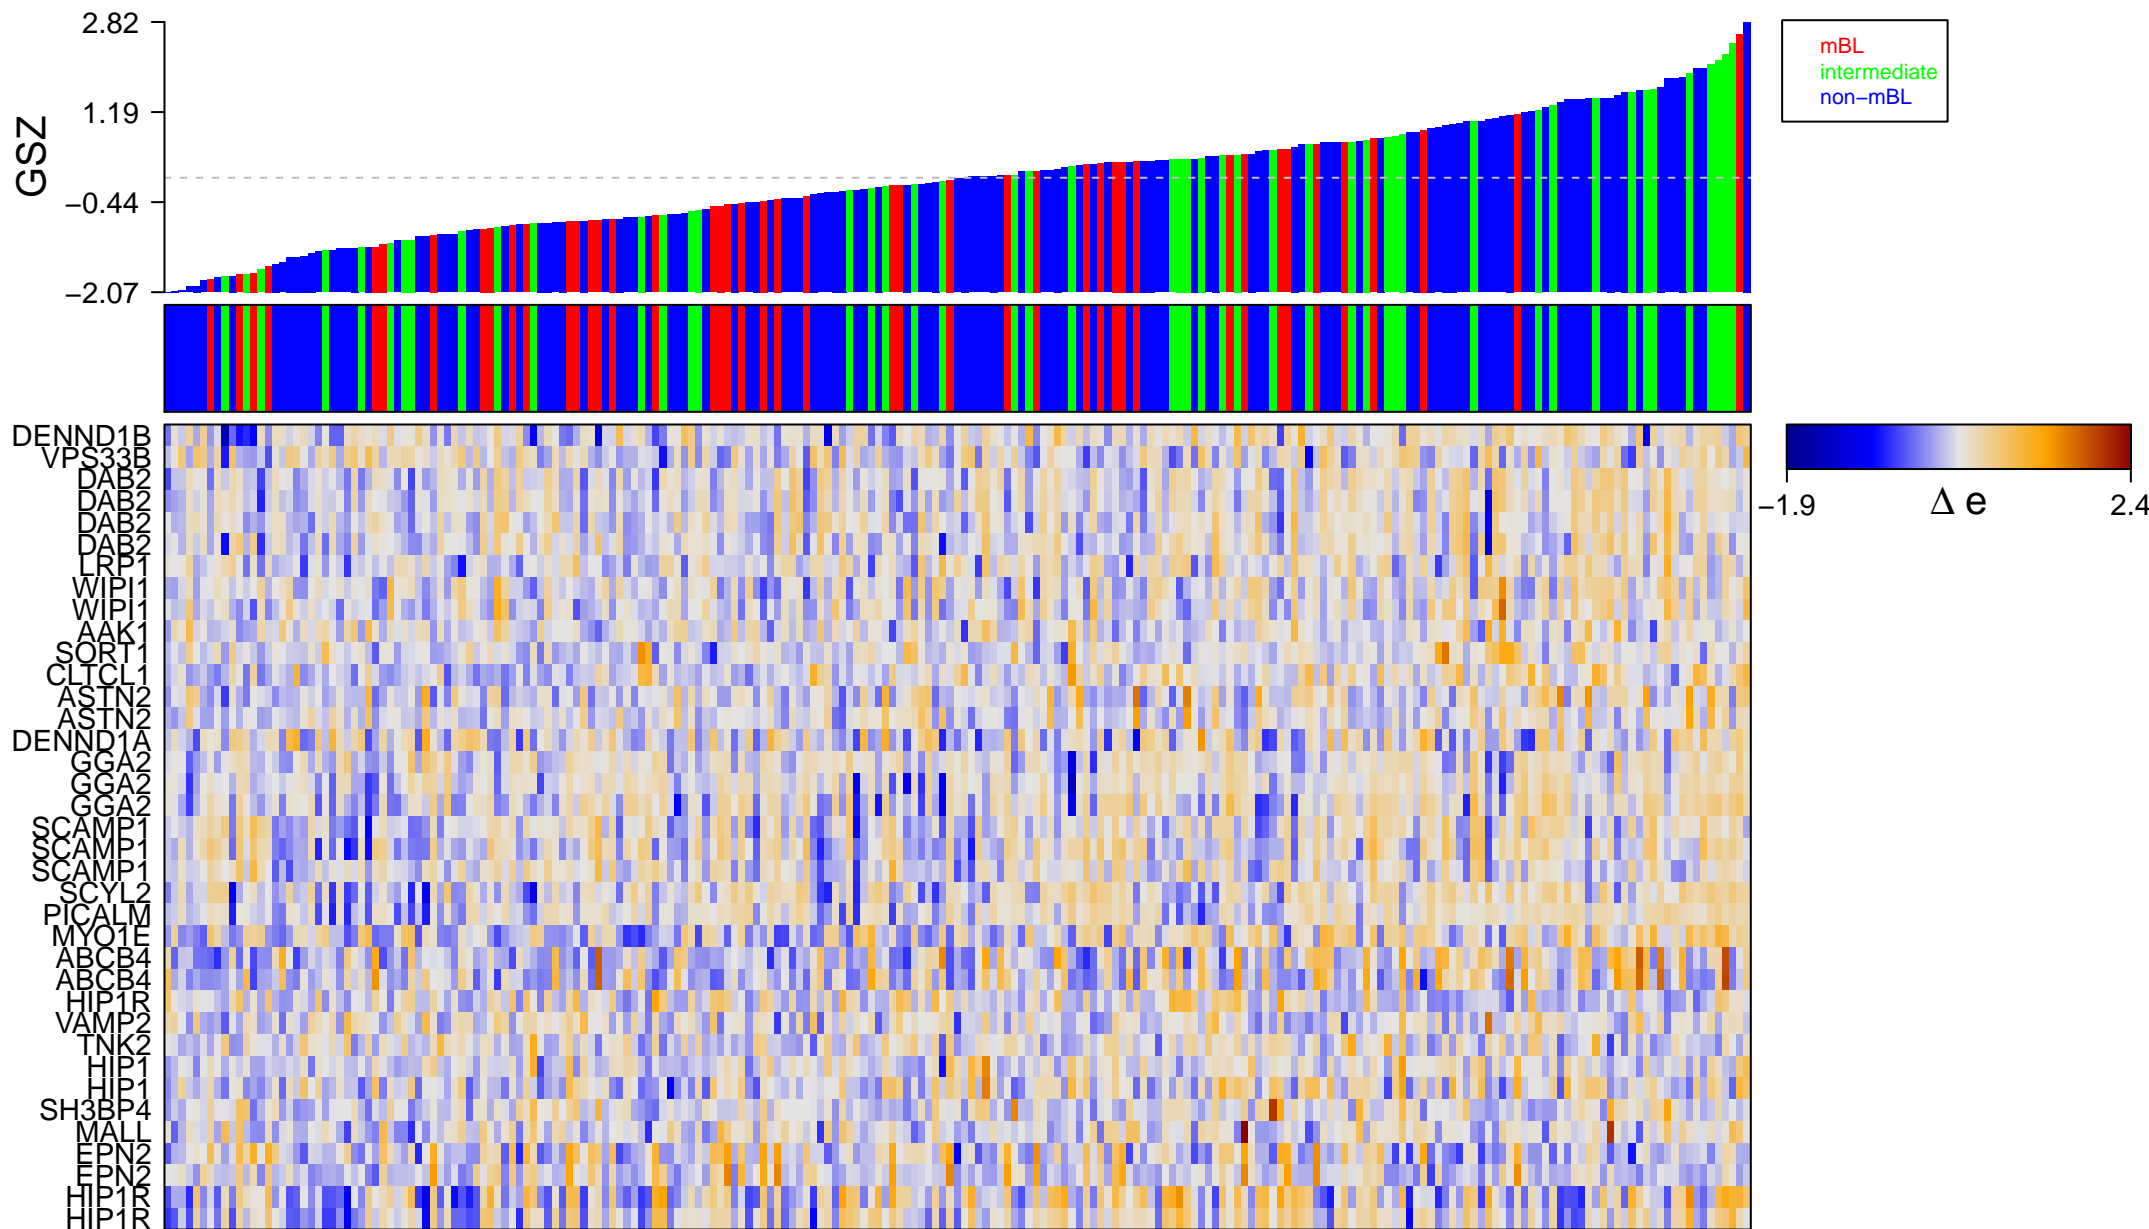 2.82
1.19
−0.44
−2.07
GSZ
mBL
intermediate
non−mBL
DENND1B
VPS33B
DAB2
DAB2
DAB2
DAB2
LRP1
WIPI1
WIPI1
AAK1
SORT1
CLTCL1
ASTN2
ASTN2
DENND1A
GGA2
GGA2
GGA2
SCAMP1
SCAMP1
SCAMP1
SCYL2
PICALM
MYO1E
ABCB4
ABCB4
HIP1R
VAMP2
TNK2
HIP1
HIP1
SH3BP4
MALL
EPN2
EPN2
HIP1R
HIP1R
−1.9 Δ e 2.4